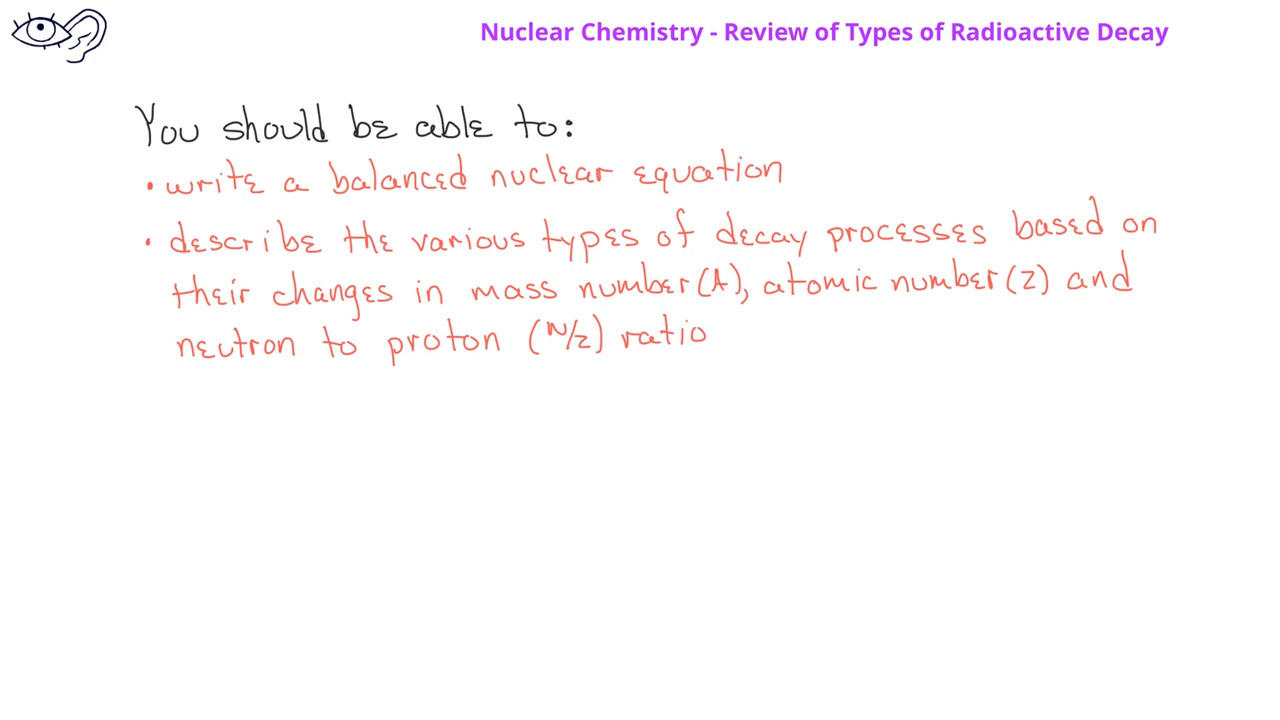 Nuclear Chemistry - Review of Types of Radioactive Decay
You should be able to:
• write a balanced nuclear equation
• describe the various types of decay processes based on
their changes in mass number (A), atomic number (Z) and
neutron to proton (N/Z) ratio